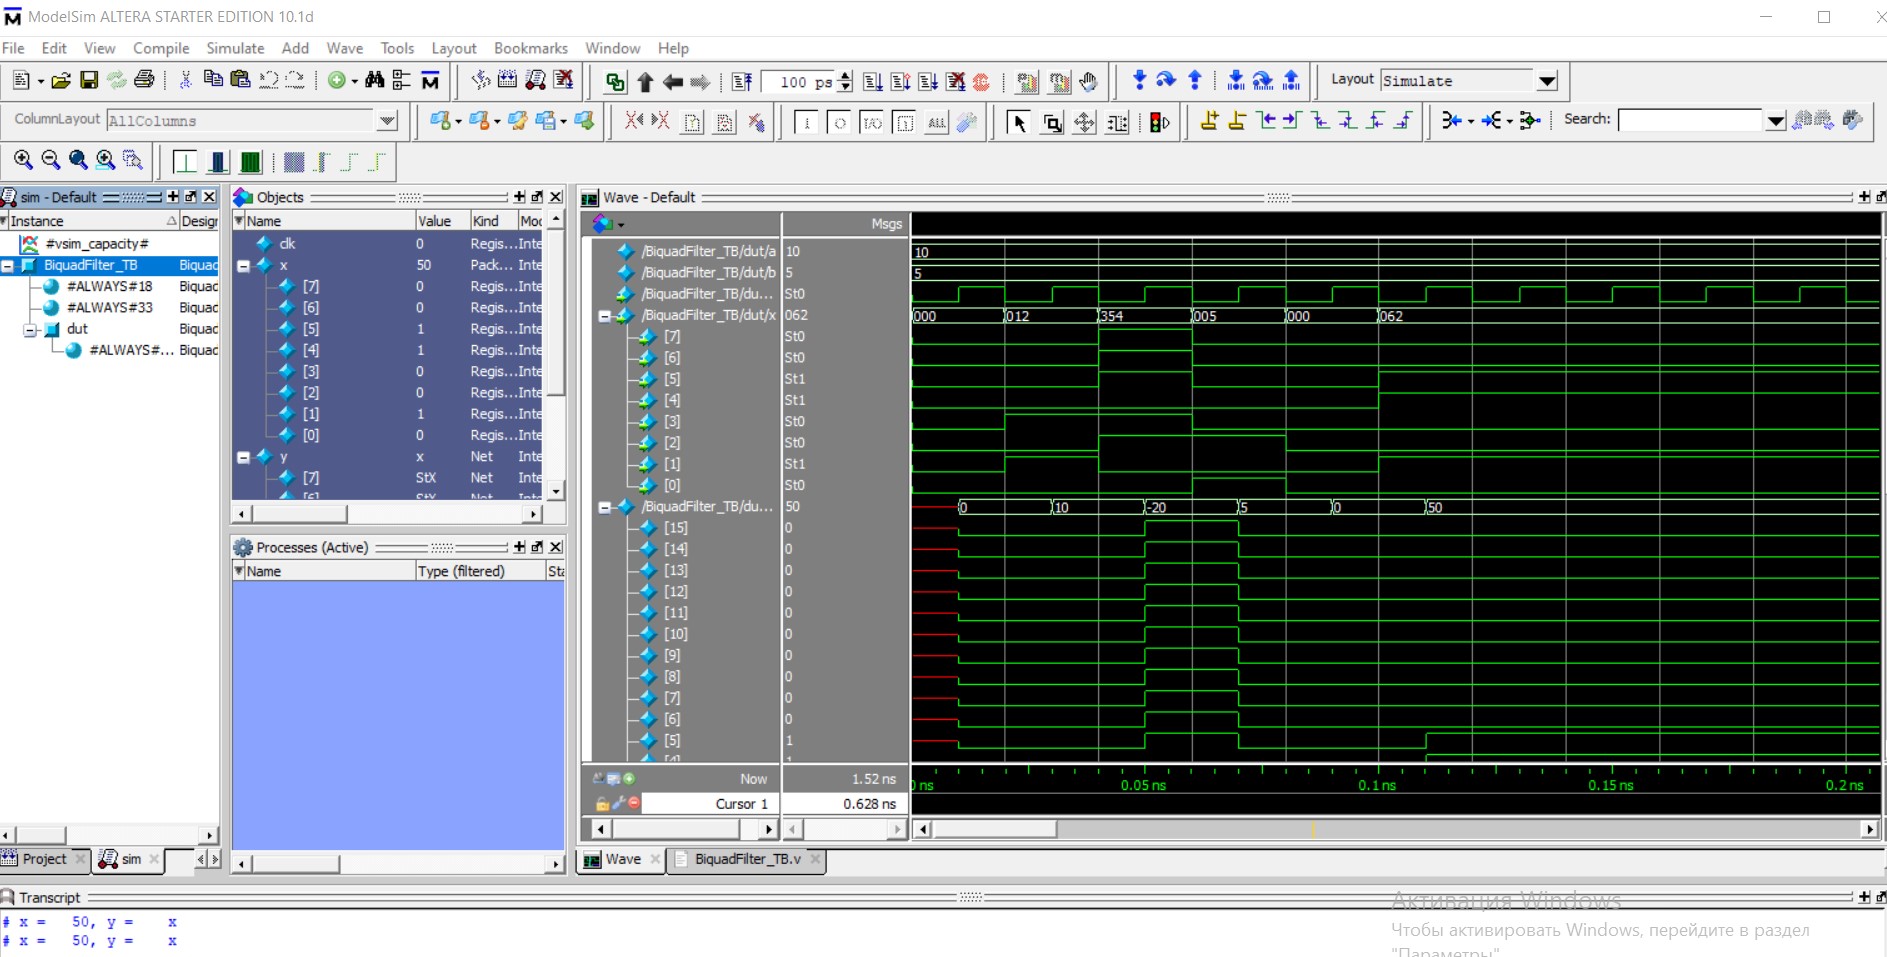 ModelSim ALTERA STARTER EDITION 10.1d
File Edit View Compile Simulate Add Wave Tools Layout Bookmarks Window Help
100 ps
Layout Simulate
ColumnLayout AllColumns
Search:
sim - Default
Instance Design
#vsim_capacity#
BiquadFilter_TB Biquad
#ALWAYS#18 Biquad
#ALWAYS#33 Biquad
dut Biquad
#ALWAYS#... Biquad
Project sim
Objects
Name Value Kind Mod
clk 0 Regis... Inte
x 50 Pack... Inte
[7] 0 Regis... Inte
[6] 0 Regis... Inte
[5] 1 Regis... Inte
[4] 1 Regis... Inte
[3] 0 Regis... Inte
[2] 0 Regis... Inte
[1] 1 Regis... Inte
[0] 0 Regis... Inte
y x Net Inte
[7] StX Net Inte
[6] StX Net Inte
Processes (Active)
Name Type (filtered) Sta
Wave - Default
Msgs
/BiquadFilter_TB/dut/a 10 10
/BiquadFilter_TB/dut/b 5 5
/BiquadFilter_TB/du... St0
/BiquadFilter_TB/dut/x 062 000 012 354 005 000 062
[7] St0
[6] St0
[5] St1
[4] St1
[3] St0
[2] St0
[1] St1
[0] St0
/BiquadFilter_TB/du... 50 0 10 -20 5 0 50
[15] 0
[14] 0
[13] 0
[12] 0
[11] 0
[10] 0
[9] 0
[8] 0
[7] 0
[6] 0
[5] 1
[4] 1
Now 1.52 ns
Cursor 1 0.628 ns
0 ns 0.05 ns 0.1 ns 0.15 ns 0.2 ns
Wave BiquadFilter_TB.v
Transcript
# x = 50, y = x
# x = 50, y = x
Активация Windows
Чтобы активировать Windows, перейдите в раздел
"Параметры".